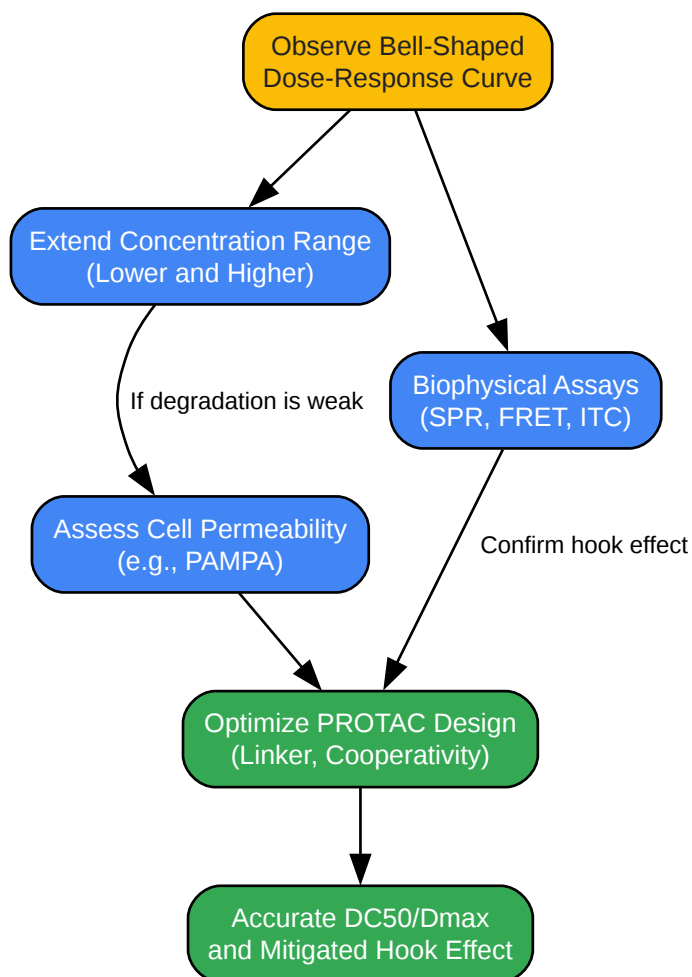 Observe Bell-Shaped
Dose-Response Curve
Extend Concentration Range
(Lower and Higher)
If degradation is weak
Biophysical Assays
(SPR, FRET, ITC)
Assess Cell Permeability
(e.g., PAMPA)
Confirm hook effect
Optimize PROTAC Design
(Linker, Cooperativity)
Accurate DC50/Dmax
and Mitigated Hook Effect